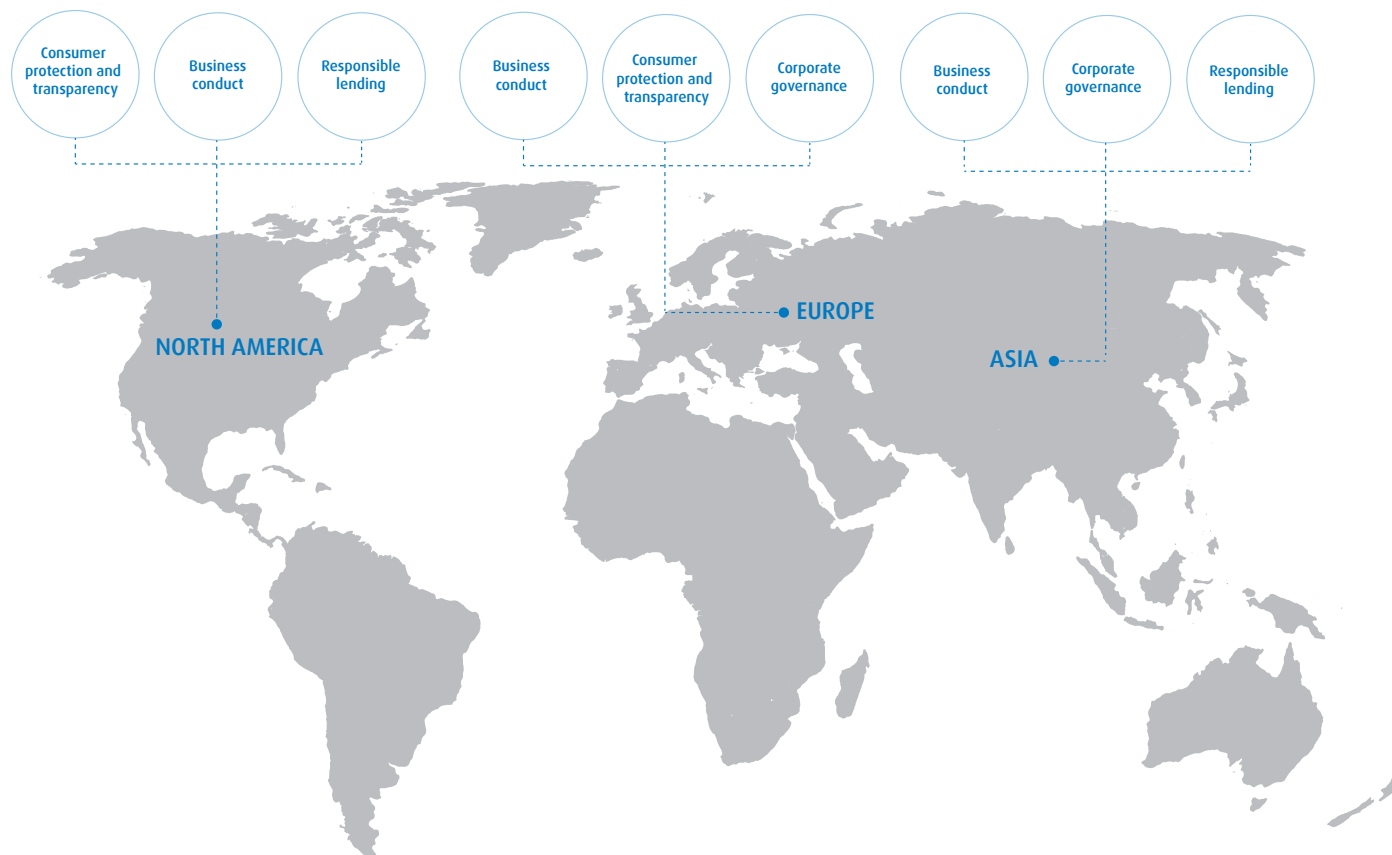 Consumer
protection and
transparency
Business
conduct
Responsible
lending
Business
conduct
Consumer
protection and
transparency
Corporate
governance
Business
conduct
Corporate
governance
Responsible
lending
NORTH AMERICA
EUROPE
ASIA